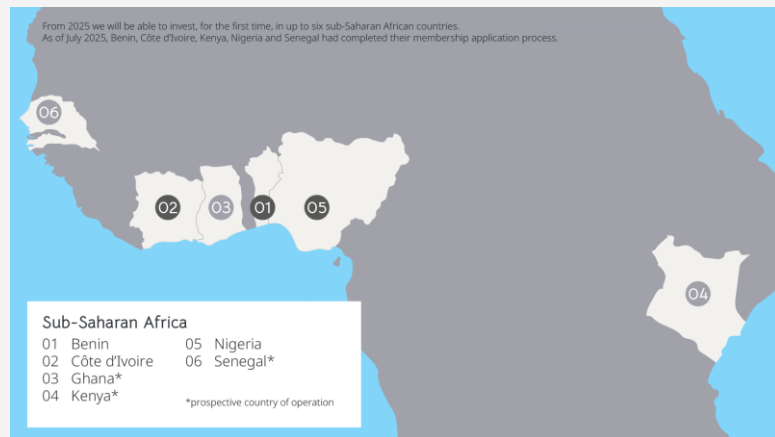 From 2025 we will be able to invest, for the first time, in up to six sub-Saharan African countries.
As of July 2025, Benin, Côte d'Ivoire, Kenya, Nigeria and Senegal had completed their membership application process.
06
02
03
01
05
04
Sub-Saharan Africa
01 Benin
02 Côte d'Ivoire
03 Ghana*
04 Kenya*
05 Nigeria
06 Senegal*
*prospective country of operation